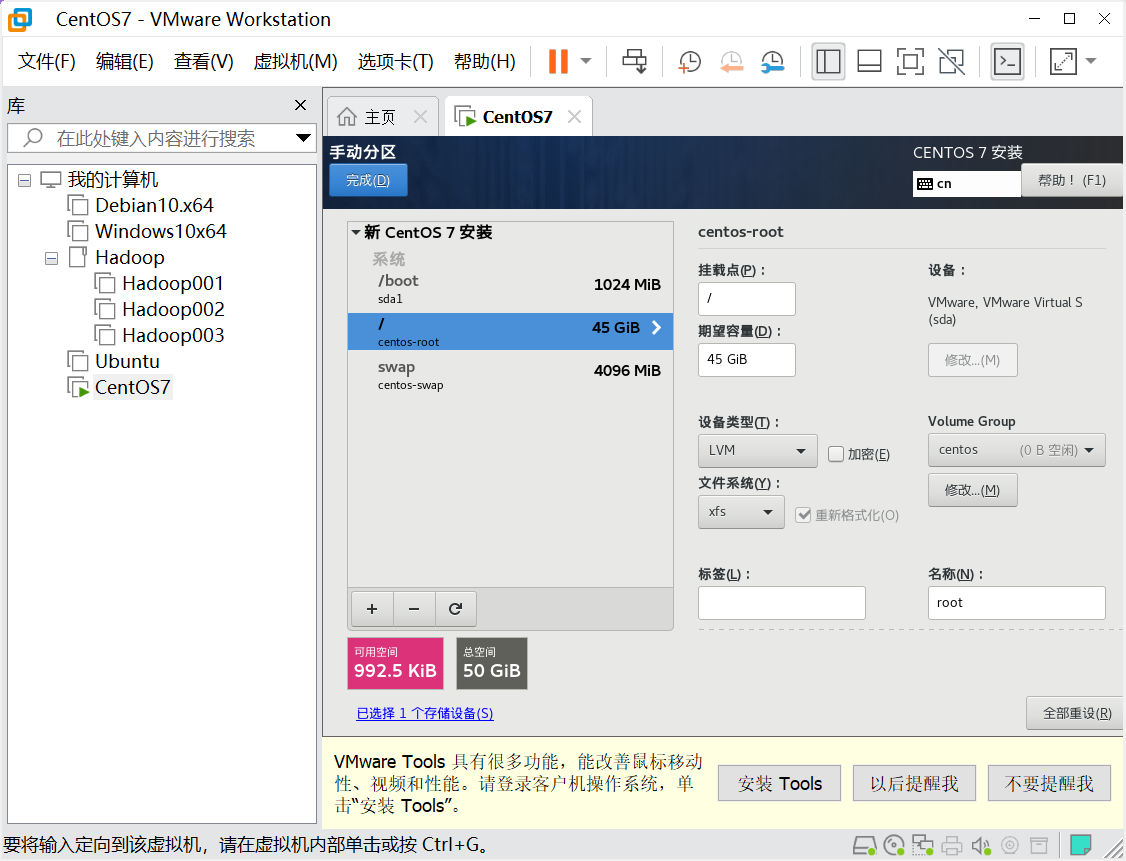 CentOS7 - VMware Workstation
文件(F) 编辑(E) 查看(V) 虚拟机(M) 选项卡(T) 帮助(H)
库
在此处键入内容进行搜索
我的计算机
Debian10.x64
Windows10x64
Hadoop
Hadoop001
Hadoop002
Hadoop003
Ubuntu
CentOS7
主页
CentOS7
手动分区
完成(D)
CENTOS 7 安装
cn
帮助！(F1)
新 CentOS 7 安装
系统
/boot
1024 MiB
sda1
/
45 GiB
centos-root
swap
4096 MiB
centos-swap
+ −
可用空间
992.5 KiB
总空间
50 GiB
已选择 1 个存储设备(S)
centos-root
挂载点(P)：
/
期望容量(D)：
45 GiB
设备：
VMware, VMware Virtual S
(sda)
修改...(M)
设备类型(T)：
LVM
加密(E)
文件系统(Y)：
xfs
重新格式化(O)
Volume Group
centos (0 B 空闲)
修改...(M)
标签(L)：
名称(N)：
root
全部重设(R)
VMware Tools 具有很多功能，能改善鼠标移动
性、视频和性能。请登录客户机操作系统，单
击“安装 Tools”。
安装 Tools
以后提醒我
不要提醒我
要将输入定向到该虚拟机，请在虚拟机内部单击或按 Ctrl+G。